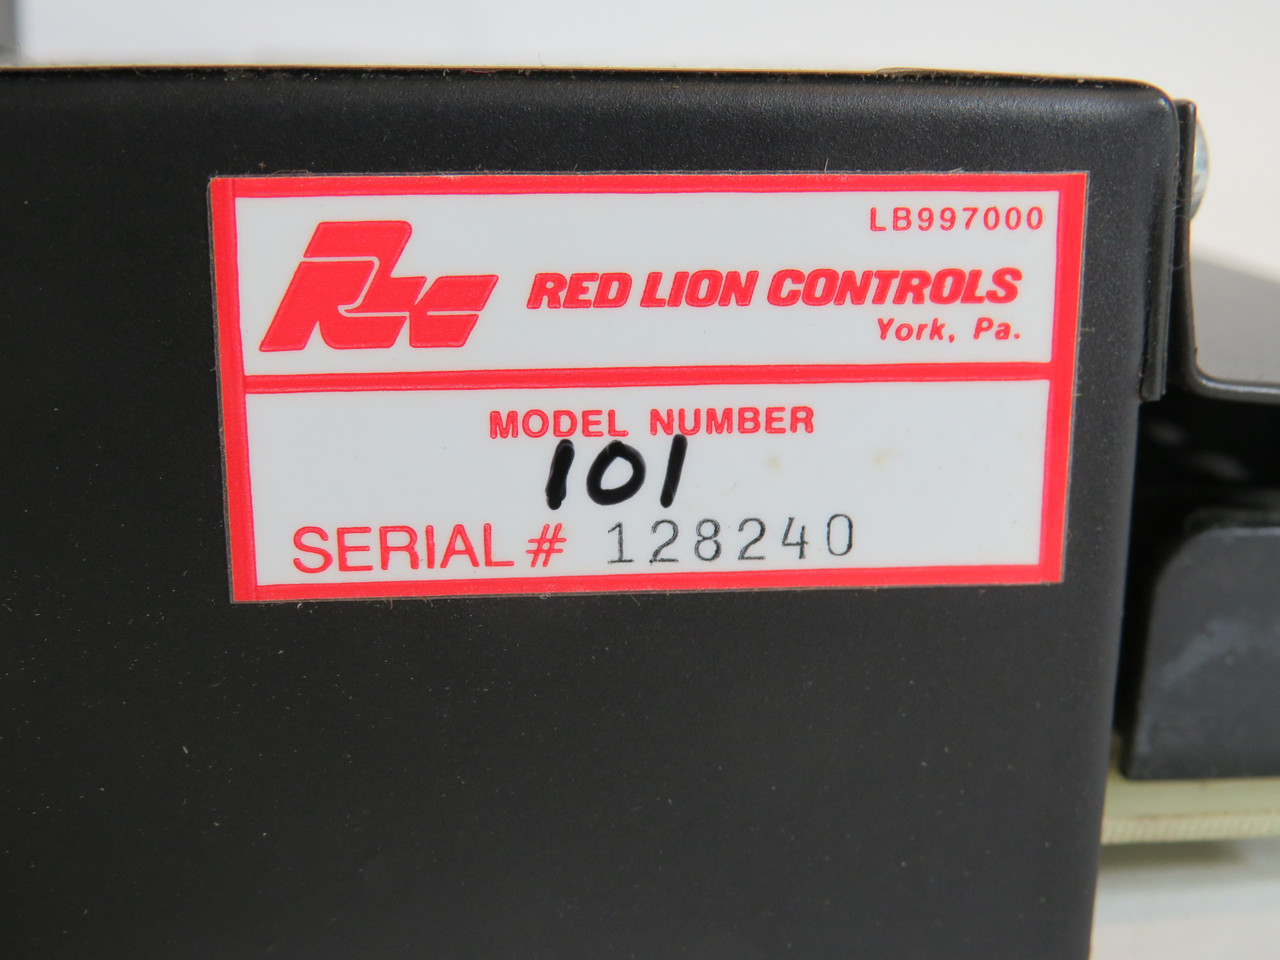 LB997000
RLC RED LION CONTROLS
York, Pa.
MODEL NUMBER
101
SERIAL # 128240